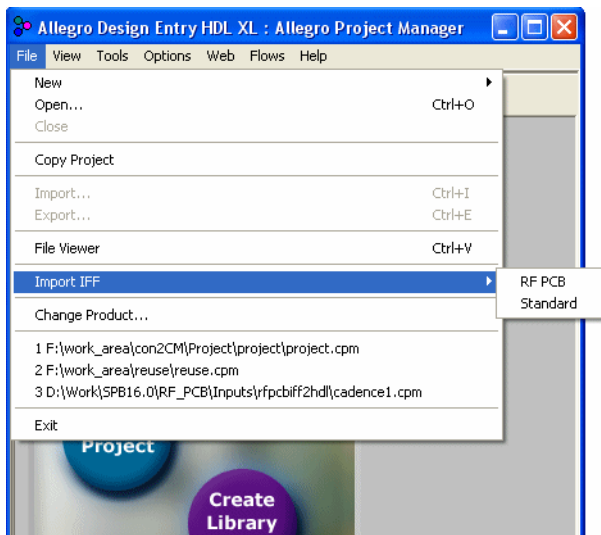 Allegro Design Entry HDL XL : Allegro Project Manager
File View Tools Options Web Flows Help
New
Open... Ctrl+O
Close
Copy Project
Import... Ctrl+I
Export... Ctrl+E
File Viewer Ctrl+V
Import IFF RF PCB
Standard
Change Product...
1 F:\work_area\con2CM\Project\project\project.cpm
2 F:\work_area\reuse\reuse.cpm
3 D:\Work\SPB16.0\RF_PCB\Inputs\rfpcbiff2hdl\cadence1.cpm
Exit
Project
Create
Library